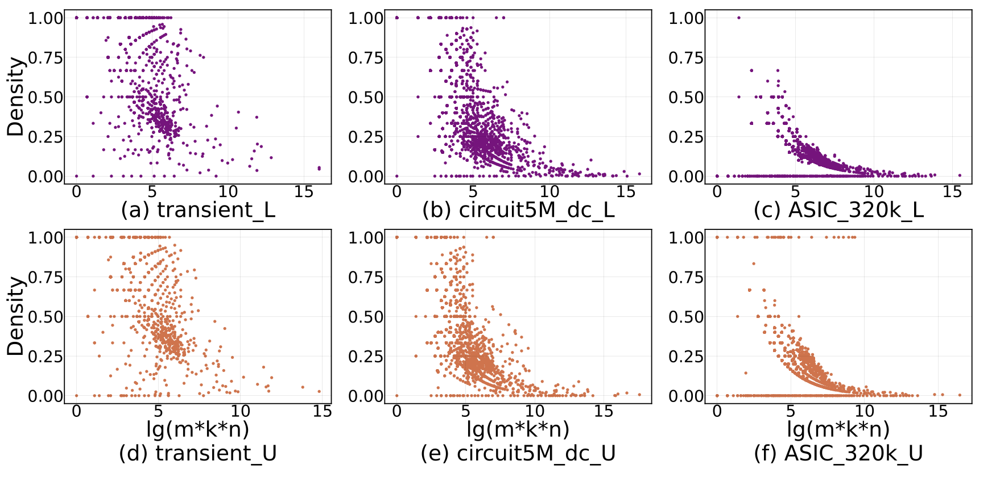 Density
1.00
0.75
0.50
0.25
0.00
0 5 10 15
(a) transient_L
1.00
0.75
0.50
0.25
0.00
0 5 10 15
(b) circuit5M_dc_L
1.00
0.75
0.50
0.25
0.00
0 5 10 15
(c) ASIC_320k_L
Density
1.00
0.75
0.50
0.25
0.00
0 5 10 15
lg(m*k*n)
(d) transient_U
1.00
0.75
0.50
0.25
0.00
0 5 10 15
lg(m*k*n)
(e) circuit5M_dc_U
1.00
0.75
0.50
0.25
0.00
0 5 10 15
lg(m*k*n)
(f) ASIC_320k_U